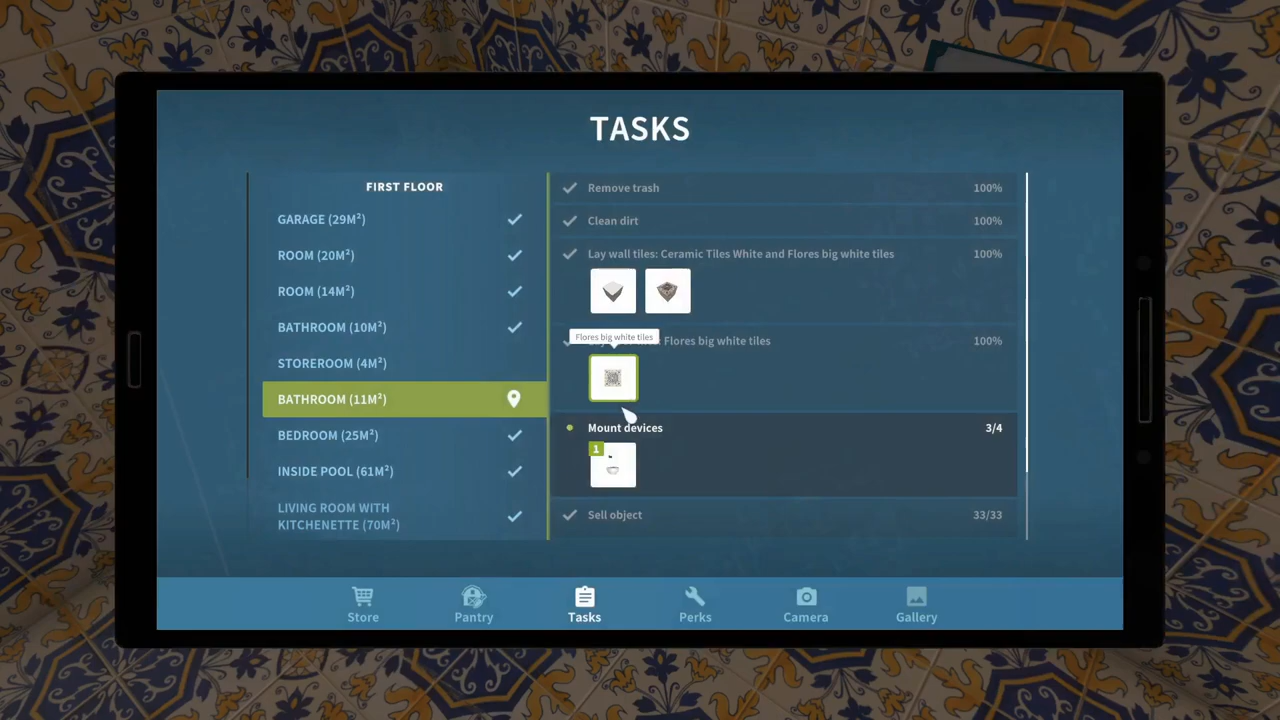 TASKS
FIRST FLOOR
GARAGE (29M²)
ROOM (20M²)
ROOM (14M²)
BATHROOM (10M²)
STOREROOM (4M²)
BATHROOM (11M²)
BEDROOM (25M²)
INSIDE POOL (61M²)
LIVING ROOM WITH
KITCHENETTE (70M²)
Remove trash 100%
Clean dirt 100%
Lay wall tiles: Ceramic Tiles White and Flores big white tiles 100%
Flores big white tiles
Flores big white tiles 100%
Mount devices 3/4
1
Sell object 33/33
Store
Pantry
Tasks
Perks
Camera
Gallery